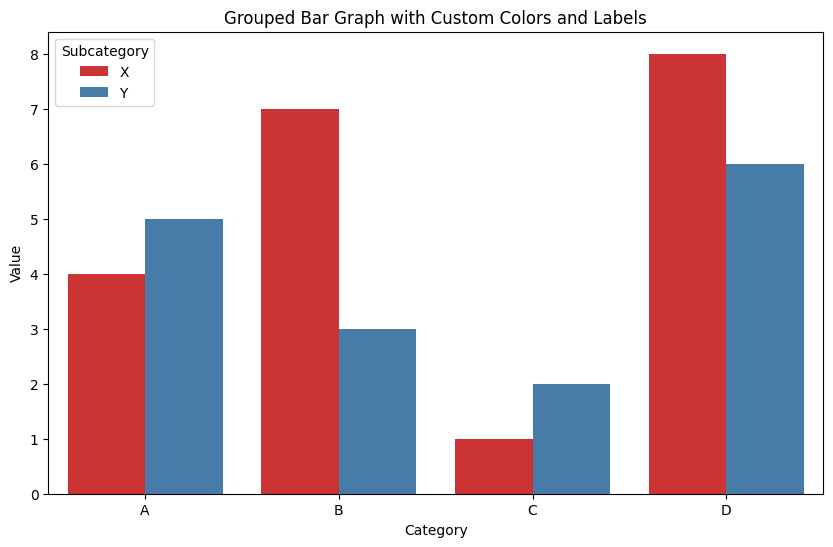 Grouped Bar Graph with Custom Colors and Labels
Subcategory
X
Y
8
7
6
5
4
3
2
1
0
Value
A B C D
Category